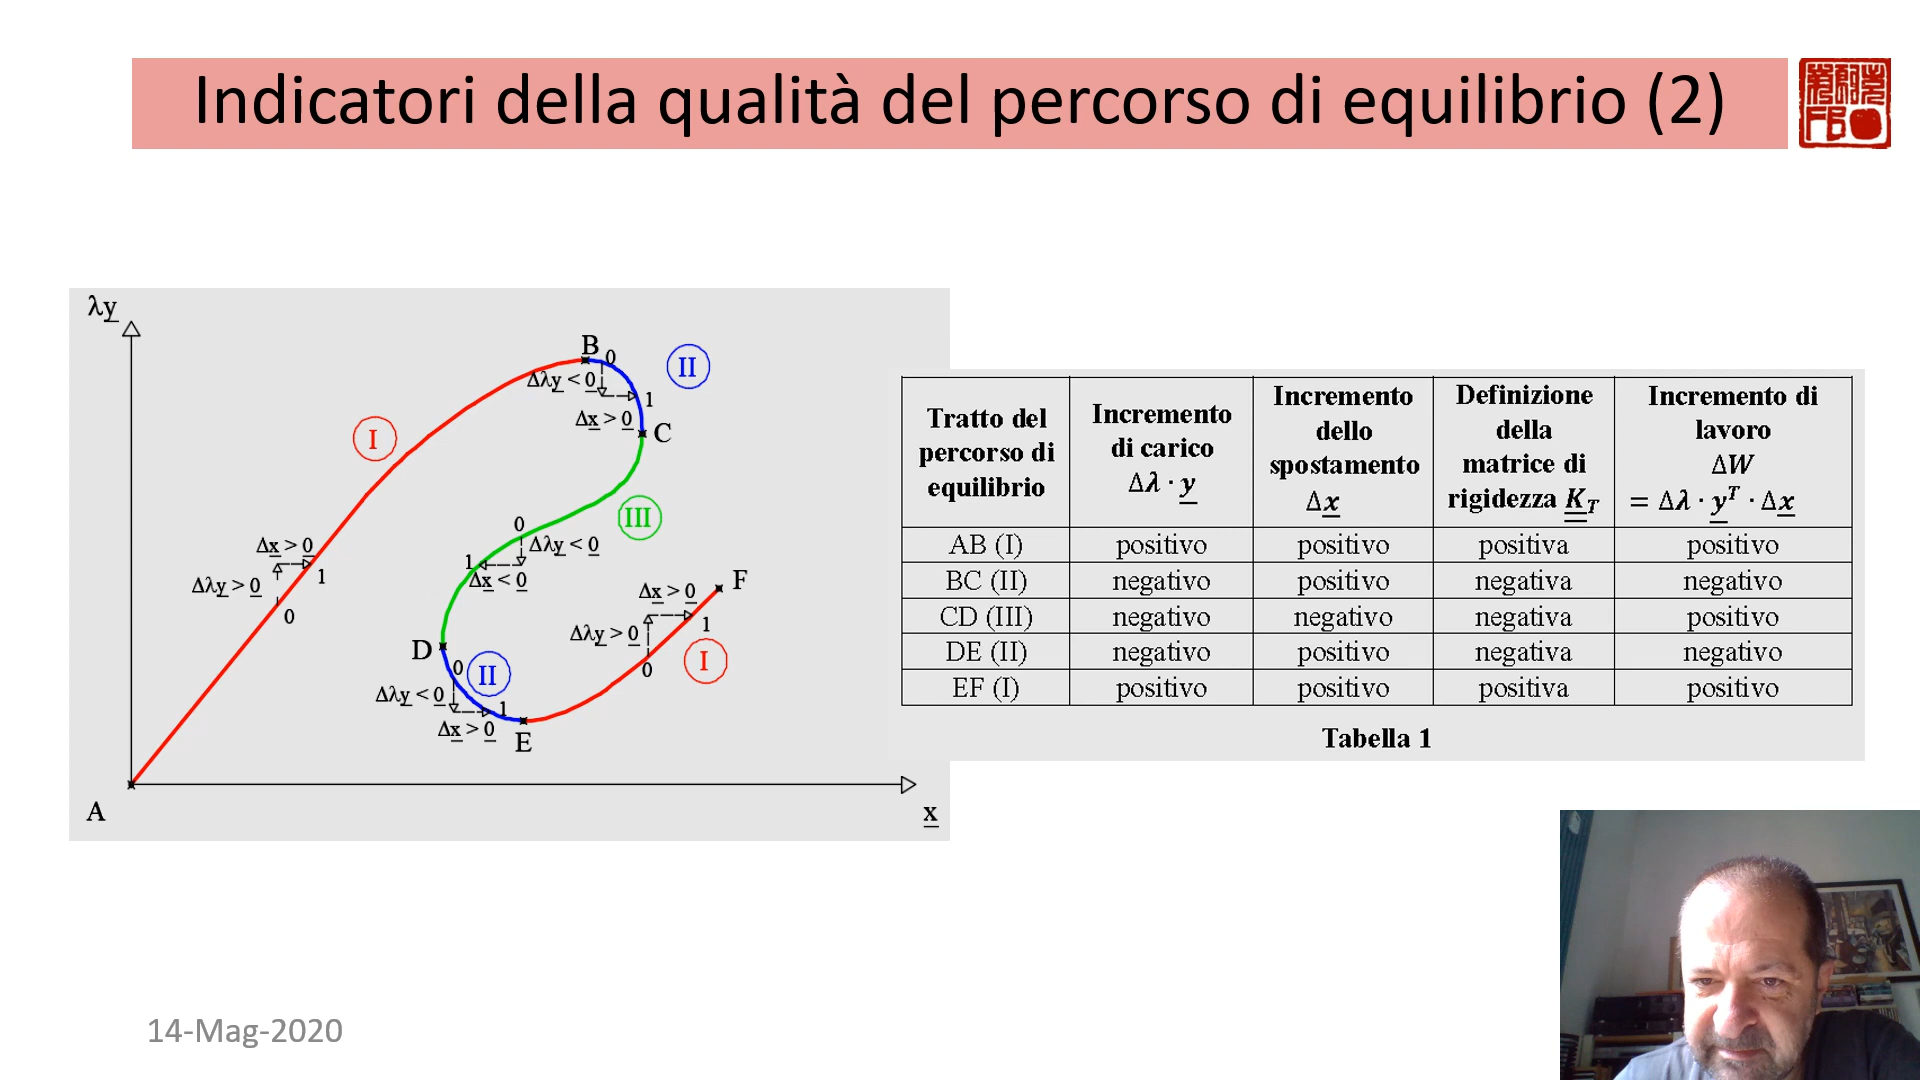 Indicatori della qualità del percorso di equilibrio (2)
FB
λy
B
0
II
Δλy < 0
1
Δx > 0
C
I
III
0
Δx > 0
Δλy < 0
1
1
Δλy > 0
Δx < 0
0
Δx > 0
F
1
Δλy > 0
D
0
II
0
I
Δλy < 0
1
Δx > 0
E
A
x
Tratto del percorso di equilibrio
Incremento di carico Δλ · y
Incremento dello spostamento Δx
Definizione della matrice di rigidezza K_T
Incremento di lavoro ΔW = Δλ · y^T · Δx
AB (I) positivo positivo positiva positivo
BC (II) negativo positivo negativa negativo
CD (III) negativo negativo negativa positivo
DE (II) negativo positivo negativa negativo
EF (I) positivo positivo positiva positivo
Tabella 1
14-Mag-2020